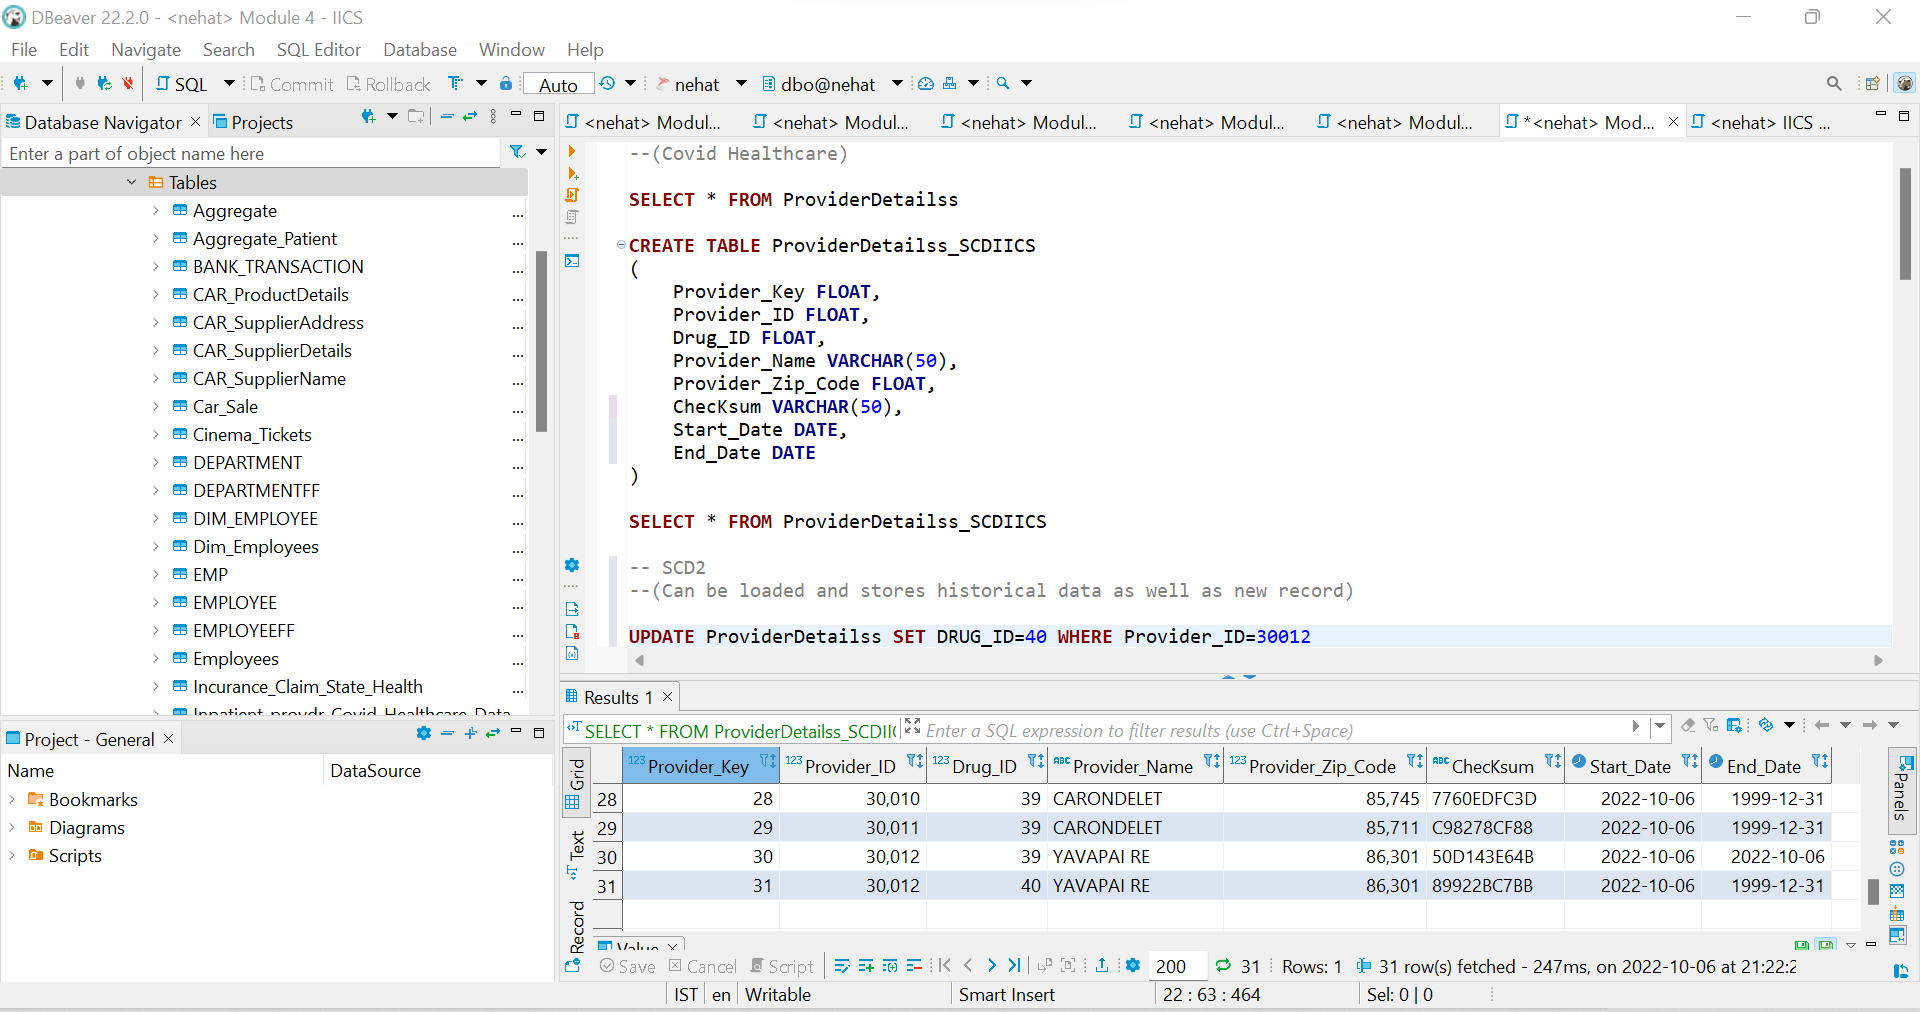 DBeaver 22.2.0 - <nehat> Module 4 - IICS
File Edit Navigate Search SQL Editor Database Window Help
SQL Commit Rollback Auto nehat dbo@nehat
Database Navigator Projects
<nehat> Modul... <nehat> Modul... <nehat> Modul... <nehat> Modul... <nehat> Modul... *<nehat> Mod... <nehat> IICS ...
Enter a part of object name here
Tables
Aggregate ...
Aggregate_Patient ...
BANK_TRANSACTION ...
CAR_ProductDetails ...
CAR_SupplierAddress ...
CAR_SupplierDetails ...
CAR_SupplierName ...
Car_Sale ...
Cinema_Tickets ...
DEPARTMENT ...
DEPARTMENTFF ...
DIM_EMPLOYEE ...
Dim_Employees ...
EMP ...
EMPLOYEE ...
EMPLOYEEFF ...
Employees ...
Incurance_Claim_State_Health ...
Inpatient_provdr_Covid_Healthcare_Data
Project - General
Name DataSource
Bookmarks
Diagrams
Scripts
--(Covid Healthcare)
SELECT * FROM ProviderDetailss
CREATE TABLE ProviderDetailss_SCDIICS
(
Provider_Key FLOAT,
Provider_ID FLOAT,
Drug_ID FLOAT,
Provider_Name VARCHAR(50),
Provider_Zip_Code FLOAT,
ChecKsum VARCHAR(50),
Start_Date DATE,
End_Date DATE
)
SELECT * FROM ProviderDetailss_SCDIICS
-- SCD2
--(Can be loaded and stores historical data as well as new record)
UPDATE ProviderDetailss SET DRUG_ID=40 WHERE Provider_ID=30012
Results 1
SELECT * FROM ProviderDetailss_SCDII Enter a SQL expression to filter results (use Ctrl+Space)
Grid
Text
Record
123 Provider_Key 123 Provider_ID 123 Drug_ID ABC Provider_Name 123 Provider_Zip_Code ABC ChecKsum Start_Date End_Date
28 28 30,010 39 CARONDELET 85,745 7760EDFC3D 2022-10-06 1999-12-31
29 29 30,011 39 CARONDELET 85,711 C98278CF88 2022-10-06 1999-12-31
30 30 30,012 39 YAVAPAI RE 86,301 50D143E64B 2022-10-06 2022-10-06
31 31 30,012 40 YAVAPAI RE 86,301 89922BC7BB 2022-10-06 1999-12-31
Panels
Value
Save Cancel Script 200 31 Rows: 1 31 row(s) fetched - 247ms, on 2022-10-06 at 21:22:2
IST en Writable Smart Insert 22 : 63 : 464 Sel: 0 | 0